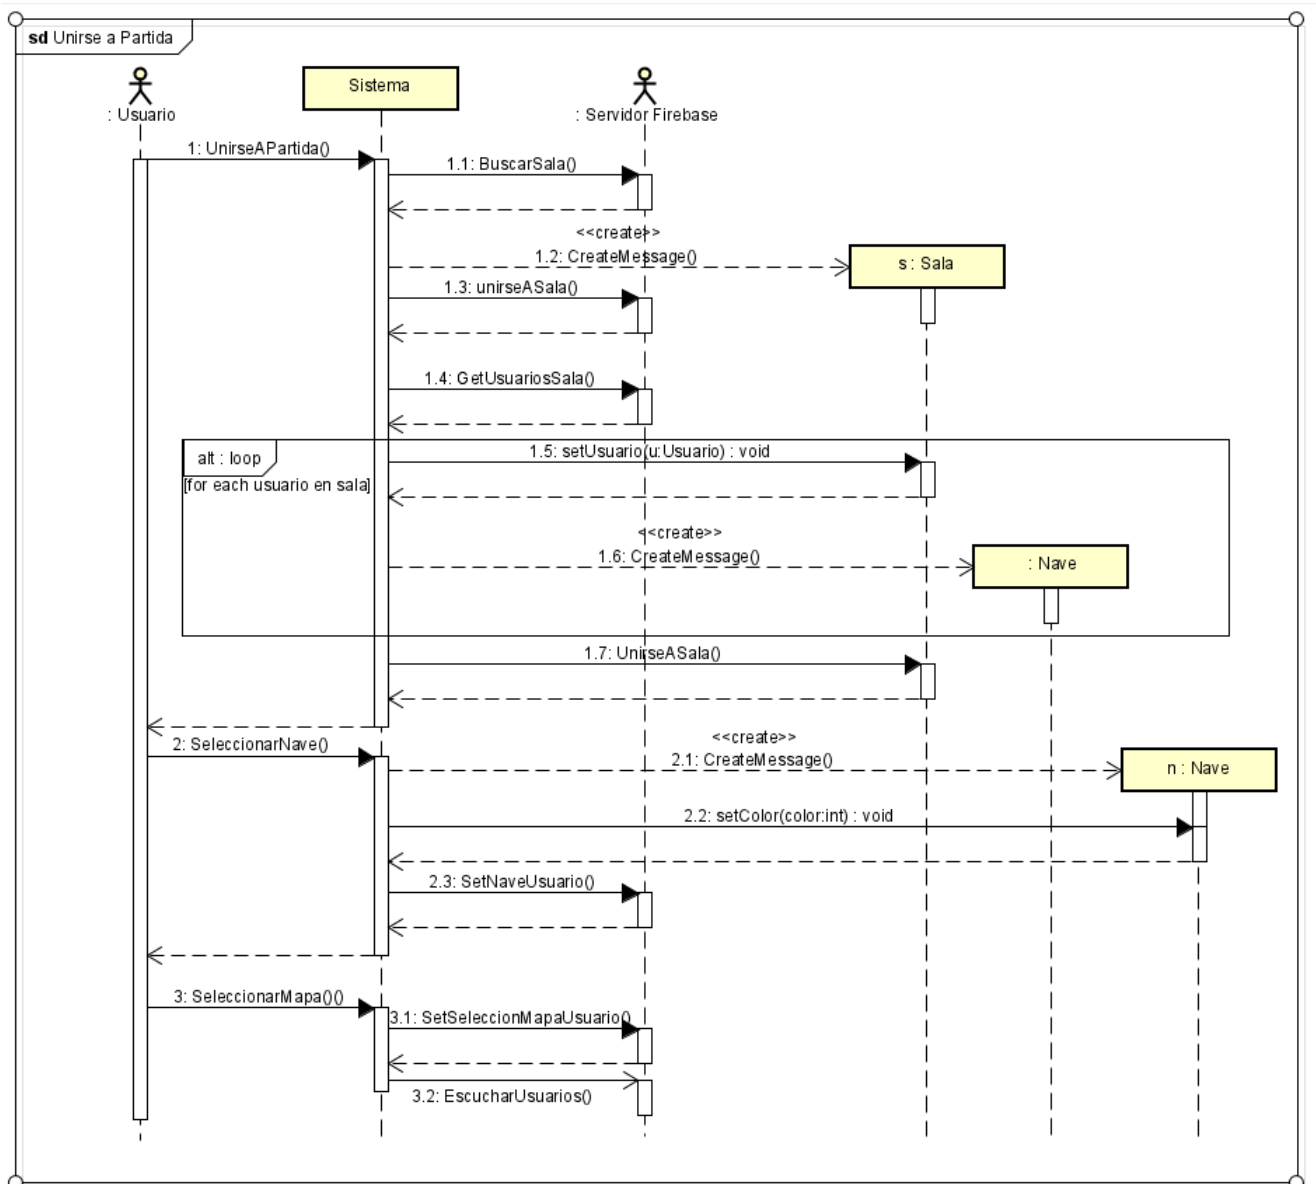 sd Unirse a Partida
: Usuario
Sistema
: Servidor Firebase
1: UnirseAPartida()
1.1: BuscarSala()
<<create>>
1.2: CreateMessage()
s : Sala
1.3: unirseASala()
1.4: GetUsuariosSala()
alt : loop
[for each usuario en sala]
1.5: setUsuario(u:Usuario) : void
<<create>>
1.6: CreateMessage()
: Nave
1.7: UnirseASala()
2: SeleccionarNave()
<<create>>
2.1: CreateMessage()
n : Nave
2.2: setColor(color:int) : void
2.3: SetNaveUsuario()
3: SeleccionarMapa()()
3.1: SetSeleccionMapaUsuario()
3.2: EscucharUsuarios()